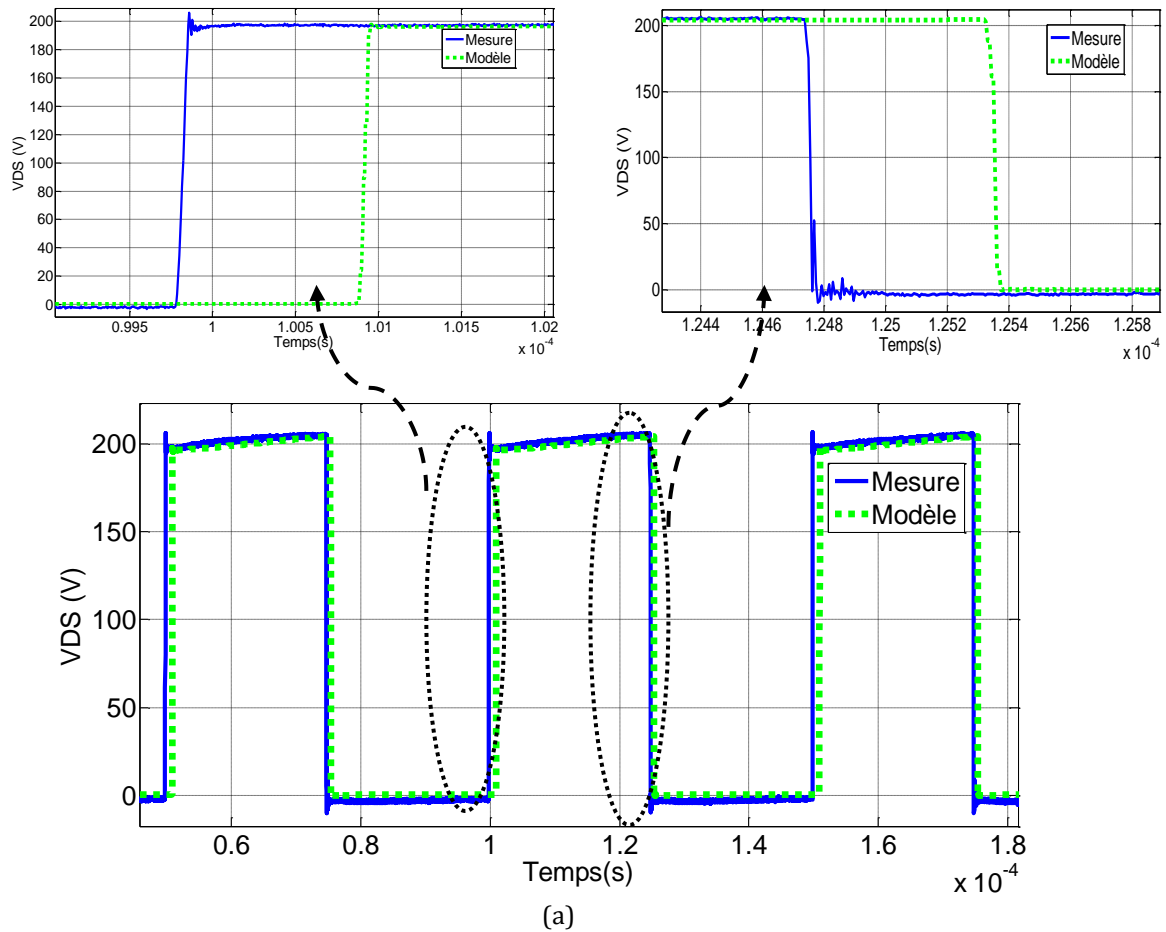 200
180
160
140
120
100
80
60
40
20
0
VDS (V)
Mesure
Modèle
0.995
1
1.005
1.01
1.015
1.02
Temps(s)
x 10-4
200
150
100
50
0
VDS (V)
Mesure
Modèle
1.244
1.246
1.248
1.25
1.252
1.254
1.256
1.258
Temps(s)
x 10-4
200
150
100
50
0
VDS (V)
Mesure
Modèle
0.6
0.8
1
1.2
1.4
1.6
1.8
Temps(s)
x 10-4
(a)